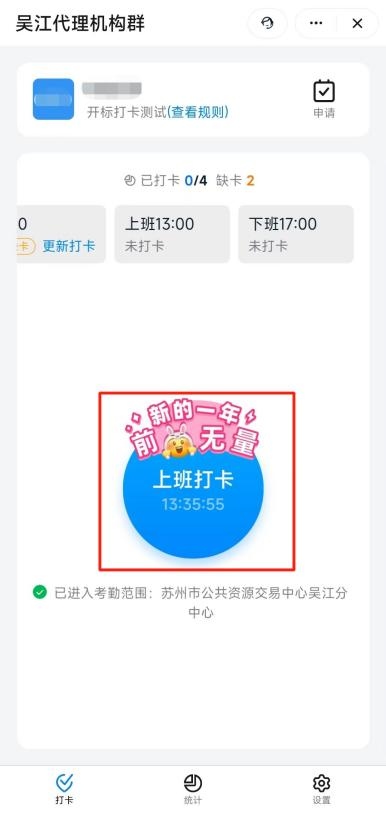 吴江代理机构群
开标打卡测试(查看规则)
申请
已打卡 0/4 缺卡 2
0
上班13:00
下班17:00
卡
更新打卡
未打卡
未打卡
新的一年
前 无量
上班打卡
13:35:55
已进入考勤范围：苏州市公共资源交易中心吴江分
中心
打卡
统计
设置